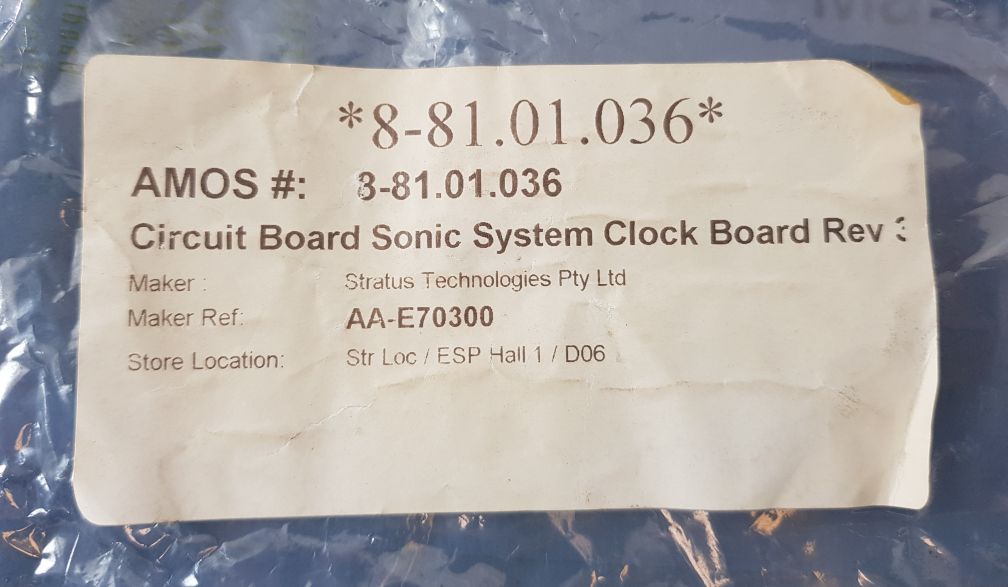 *8-81.01.036*
AMOS #: 8-81.01.036
Circuit Board Sonic System Clock Board Rev 3
Maker :
Stratus Technologies Pty Ltd
Maker Ref:
AA-E70300
Store Location:
Str Loc / ESP Hall 1 / D06